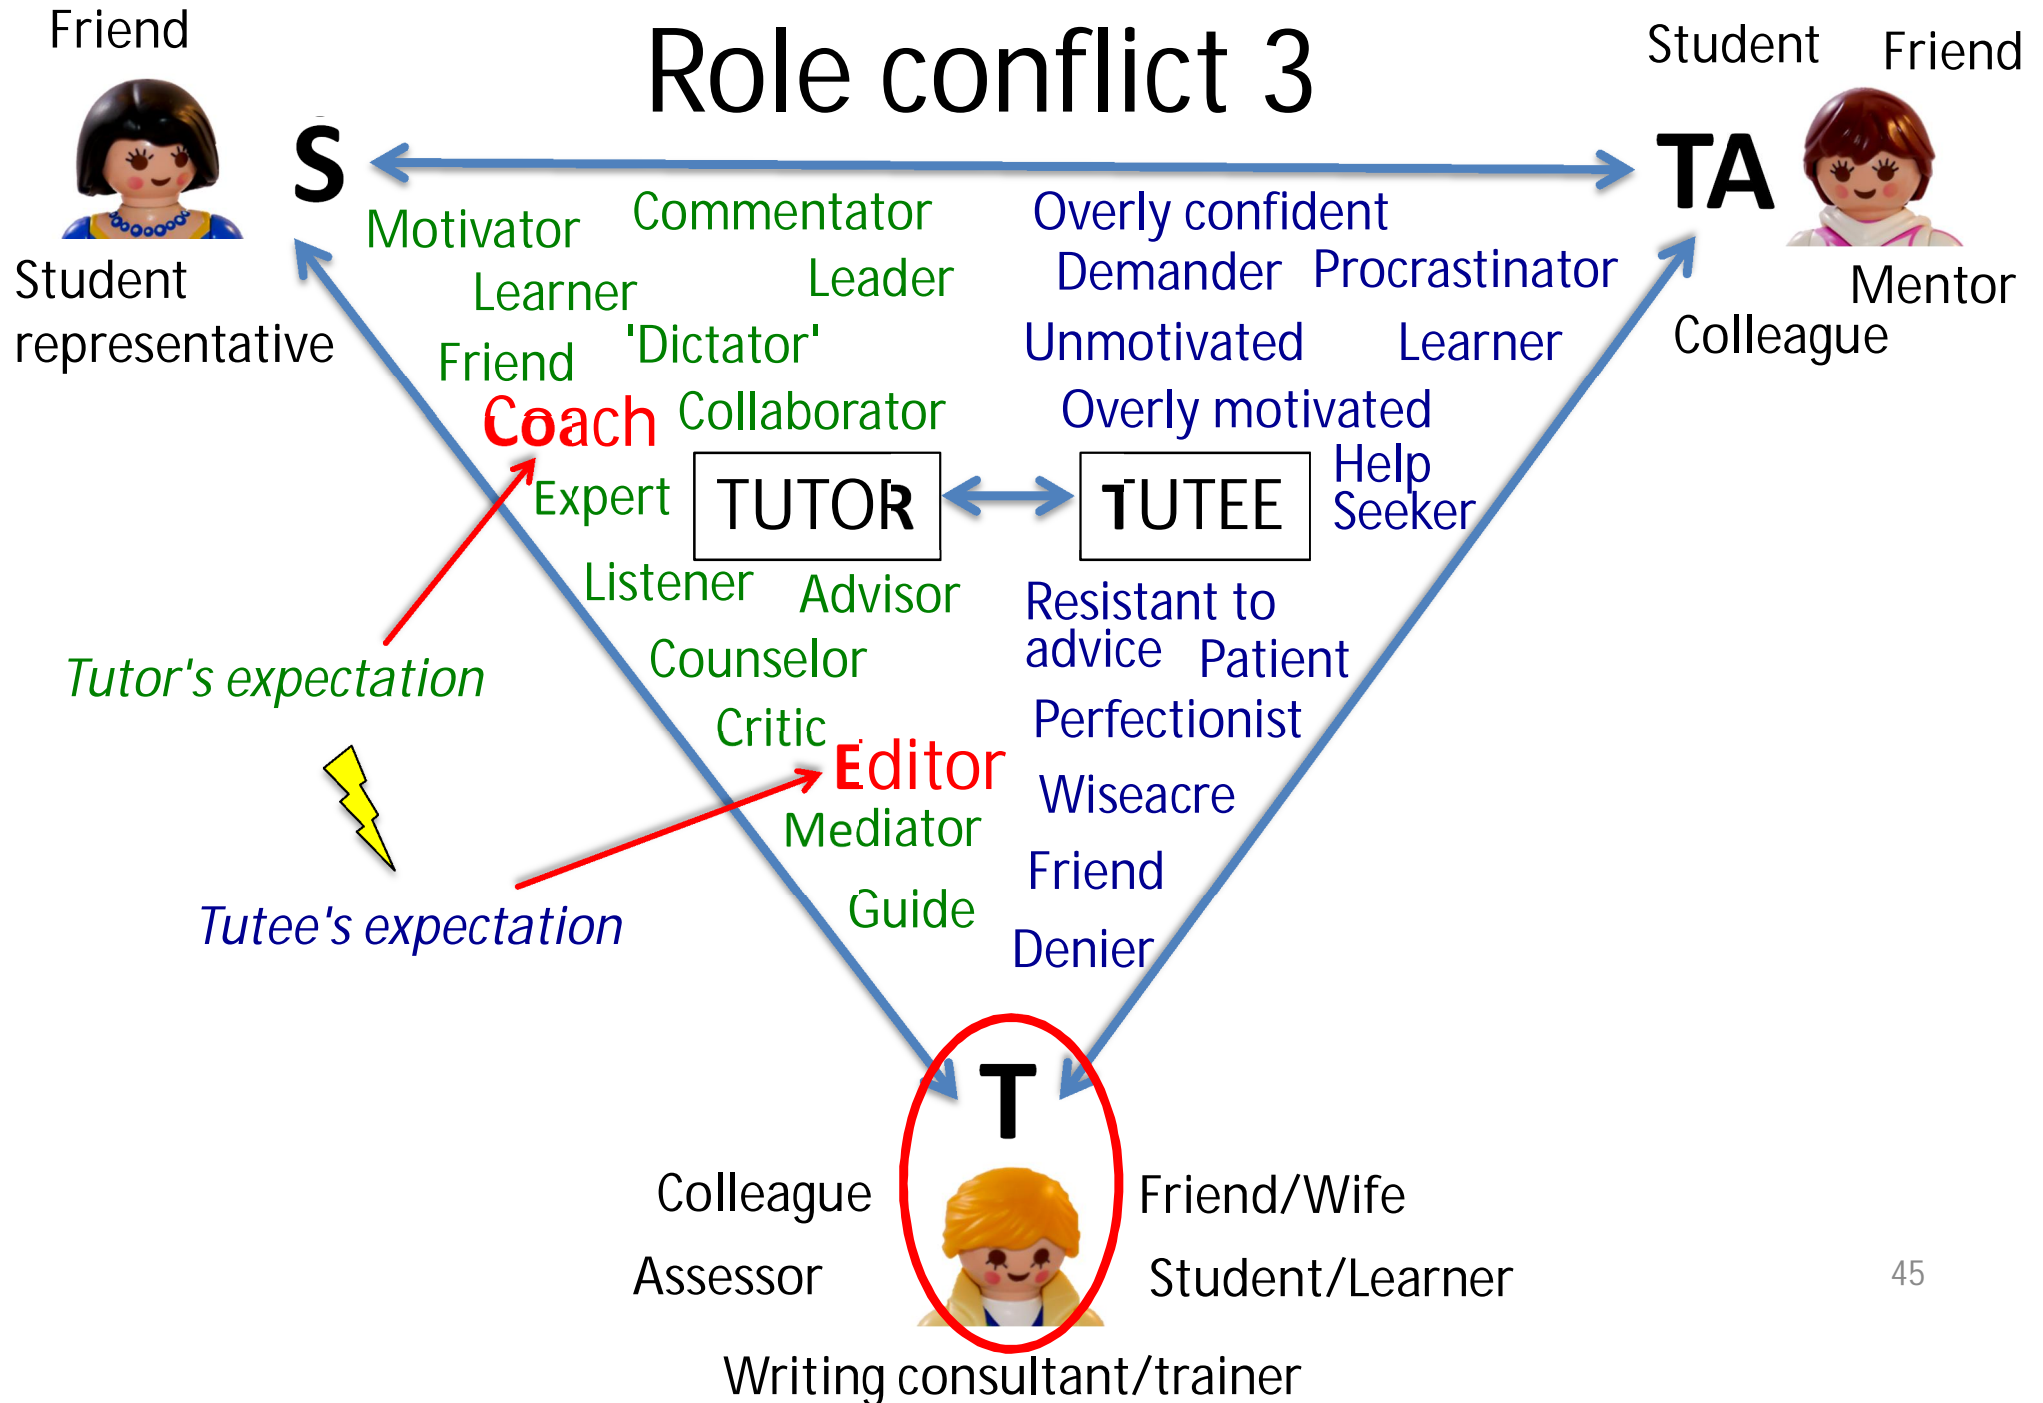 Role conflict 3
Friend
S
Student
representative
Student
Friend
TA
Mentor
Colleague
Motivator
Commentator
Learner
Leader
Friend
'Dictator'
Coach
Collaborator
Expert
TUTOR
Listener
Advisor
Counselor
Critic
Editor
Mediator
Guide
Overly confident
Demander
Procrastinator
Unmotivated
Learner
Overly motivated
TUTEE
Help
Seeker
Resistant to
advice
Patient
Perfectionist
Wiseacre
Friend
Denier
Tutor's expectation
Tutee's expectation
T
Colleague
Friend/Wife
Assessor
Student/Learner
Writing consultant/trainer
45